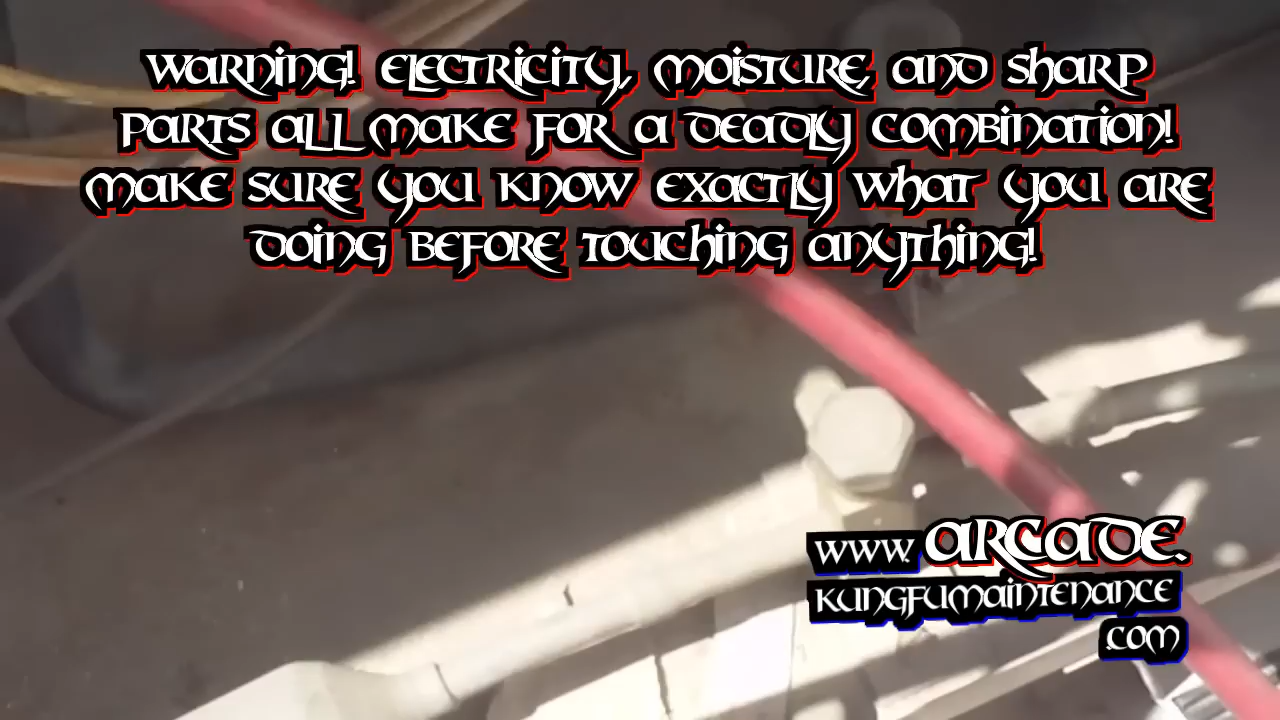 Warning! Electricity, moisture, and sharp
parts all make for a deadly combination!
Make sure you know exactly what you are
doing before touching anything!
www.arcade.
kungfumaintenance
.com